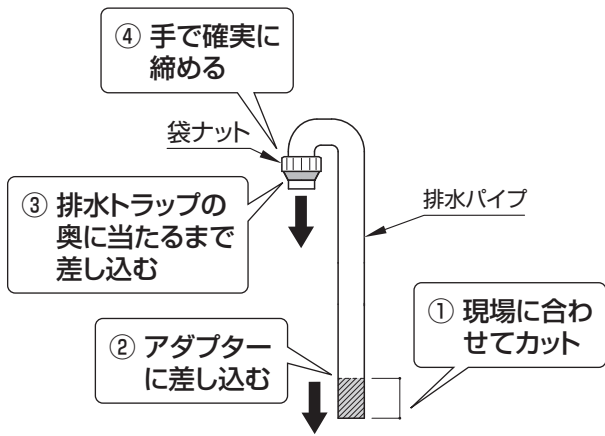 ④ 手で確実に
締める
袋ナット
③ 排水トラップの
奥に当たるまで
差し込む
排水パイプ
① 現場に合わ
せてカット
② アダプター
に差し込む